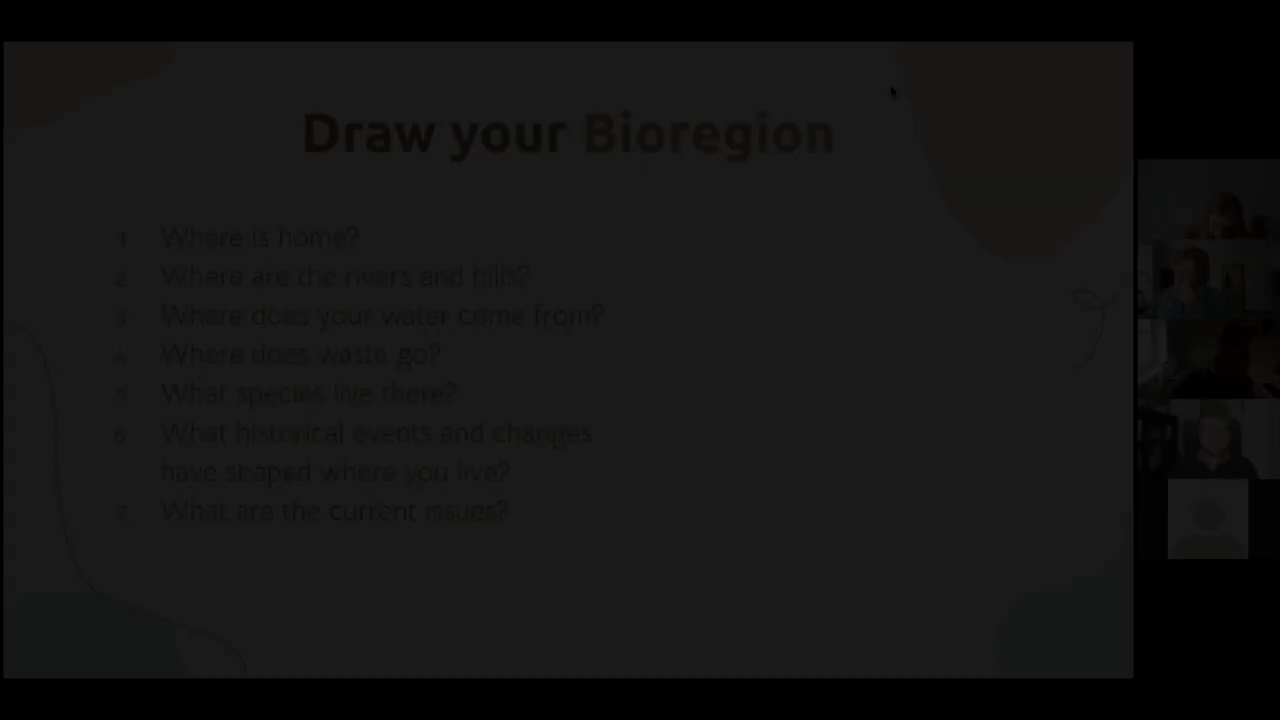 Draw your Bioregion
1. Where is home?
2. Where are the rivers and hills?
3. Where does your water come from?
4. Where does waste go?
5. What species live there?
6. What historical events and changes
have shaped where you live?
7. What are the current issues?